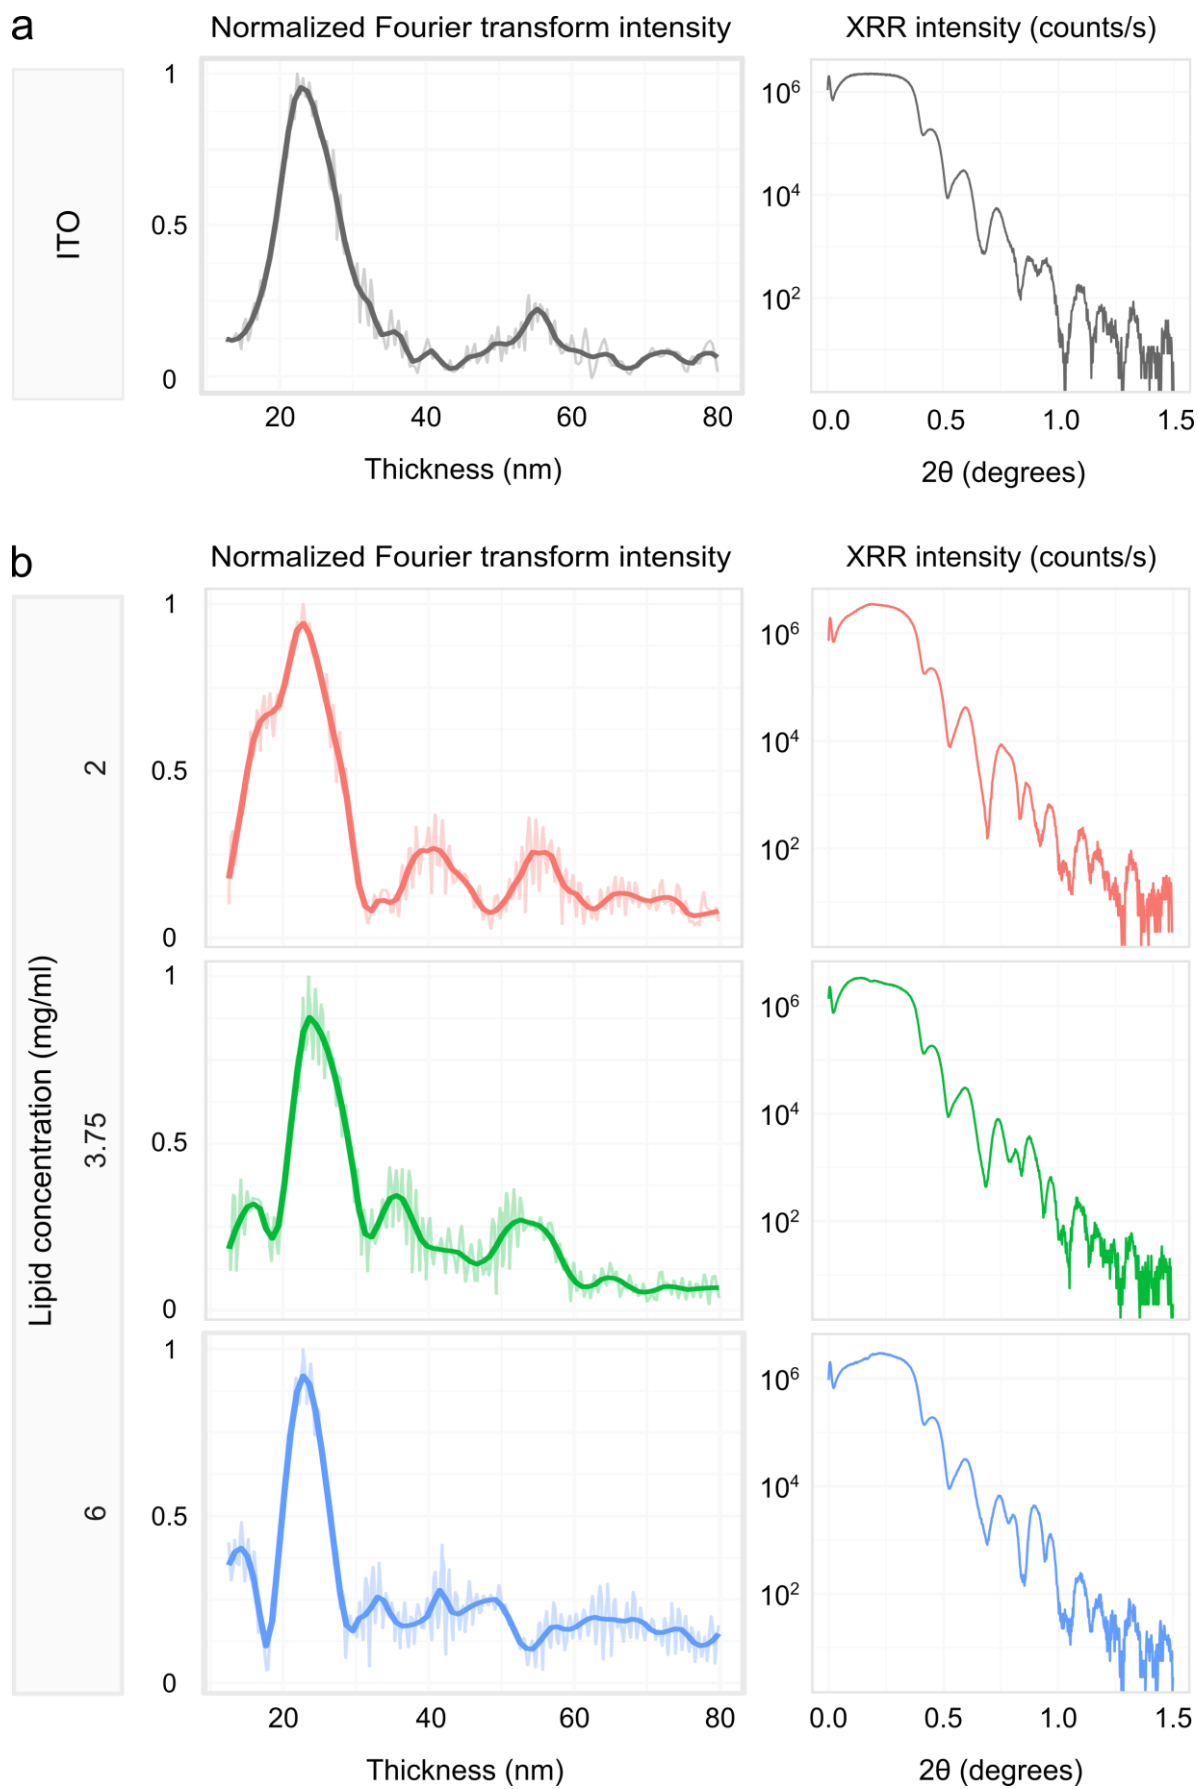 a
Normalized Fourier transform intensity
XRR intensity (counts/s)
ITO
1
0.5
0
20 40 60 80
Thickness (nm)
10⁶
10⁴
10²
0.0 0.5 1.0 1.5
2θ (degrees)
b
Normalized Fourier transform intensity
XRR intensity (counts/s)
Lipid concentration (mg/ml)
2
1
0.5
0
10⁶
10⁴
10²
3.75
1
0.5
0
10⁶
10⁴
10²
6
1
0.5
0
20 40 60 80
Thickness (nm)
10⁶
10⁴
10²
0.0 0.5 1.0 1.5
2θ (degrees)